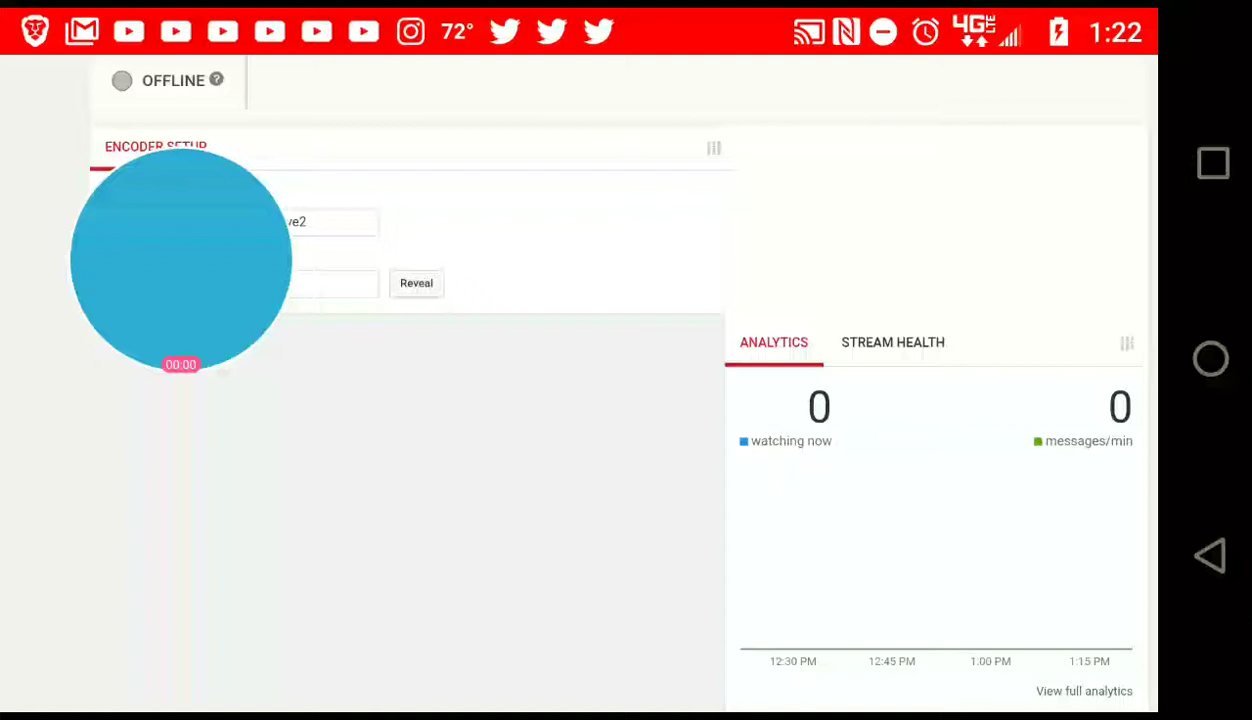 72° 4G LTE 1:22
OFFLINE ?
ENCODER SETUP
ve2
Reveal
00:00
ANALYTICS STREAM HEALTH
0 0
watching now messages/min
12:30 PM 12:45 PM 1:00 PM 1:15 PM
View full analytics